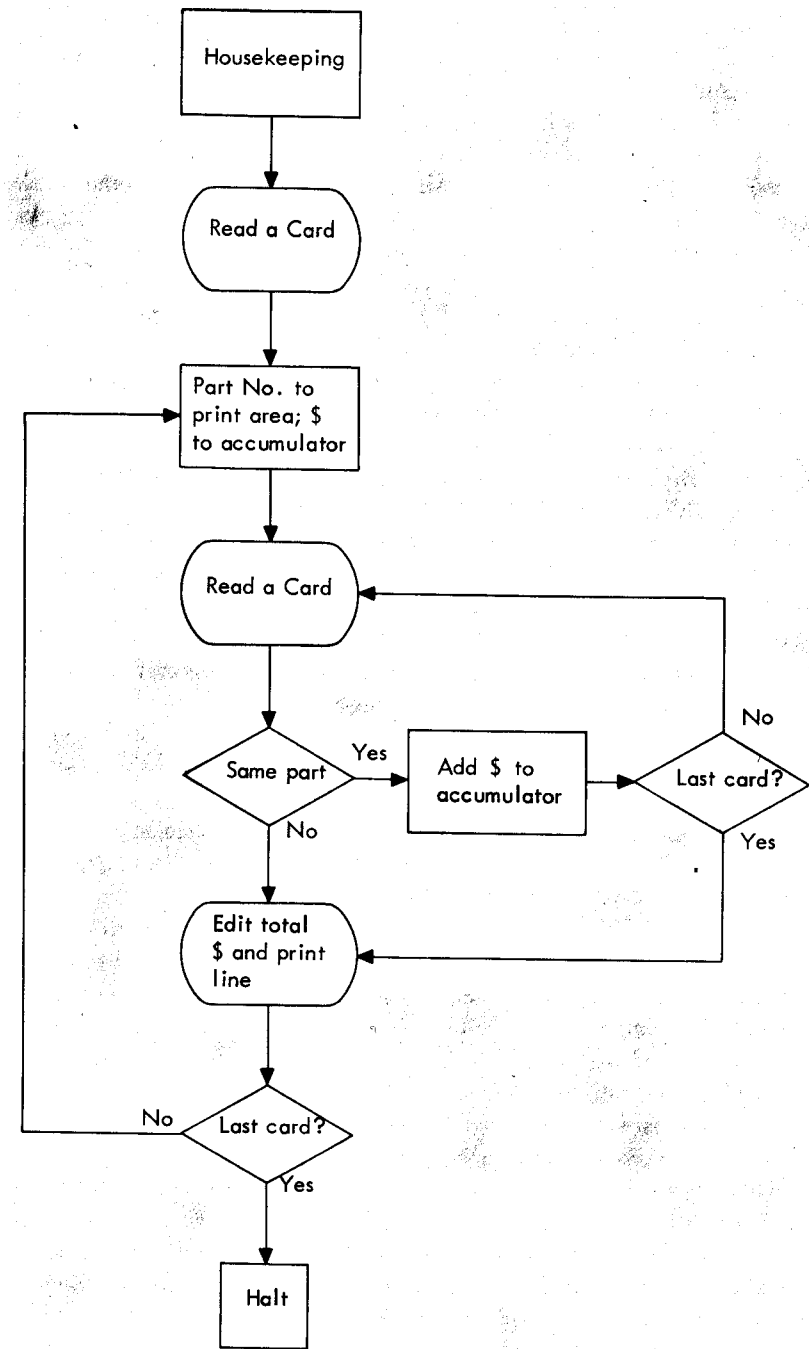 Housekeeping
Read a Card
Part No. to
print area; $
to accumulator
Read a Card
Same part
Yes
No
Add $ to
accumulator
Last card?
No
Yes
Edit total
$ and print
line
Last card?
No
Yes
Halt